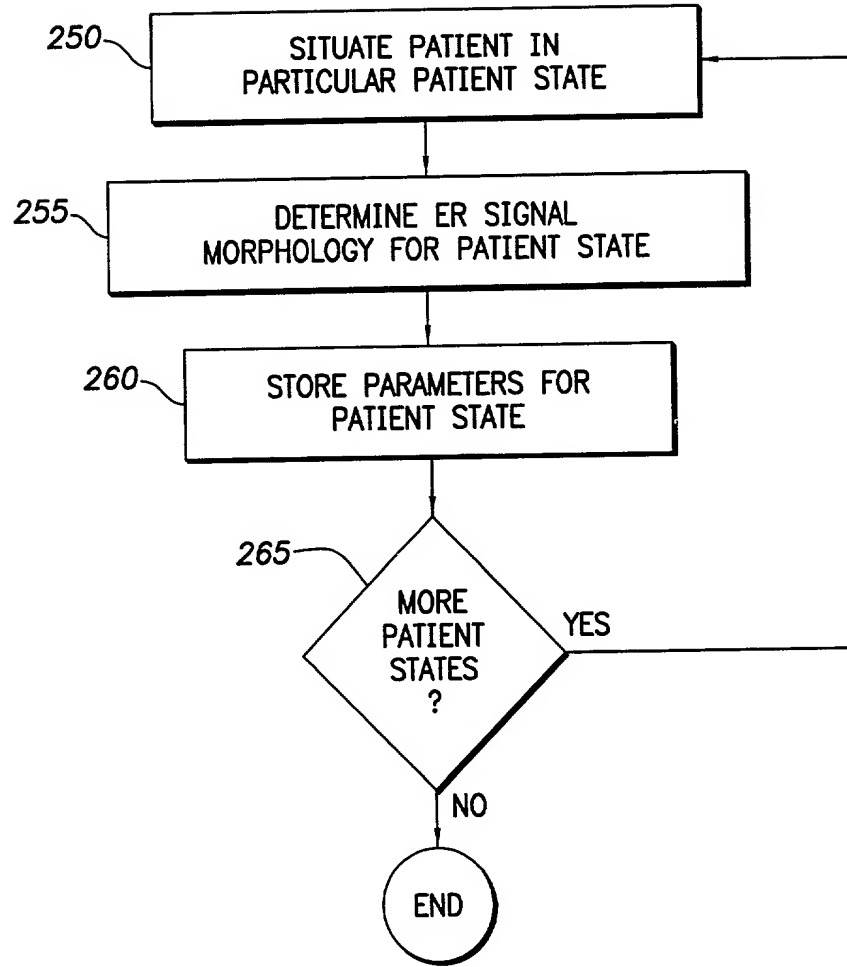 250
SITUATE PATIENT IN
PARTICULAR PATIENT STATE
255
DETERMINE ER SIGNAL
MORPHOLOGY FOR PATIENT STATE
260
STORE PARAMETERS FOR
PATIENT STATE
265
MORE
PATIENT
STATES
?
YES
NO
END